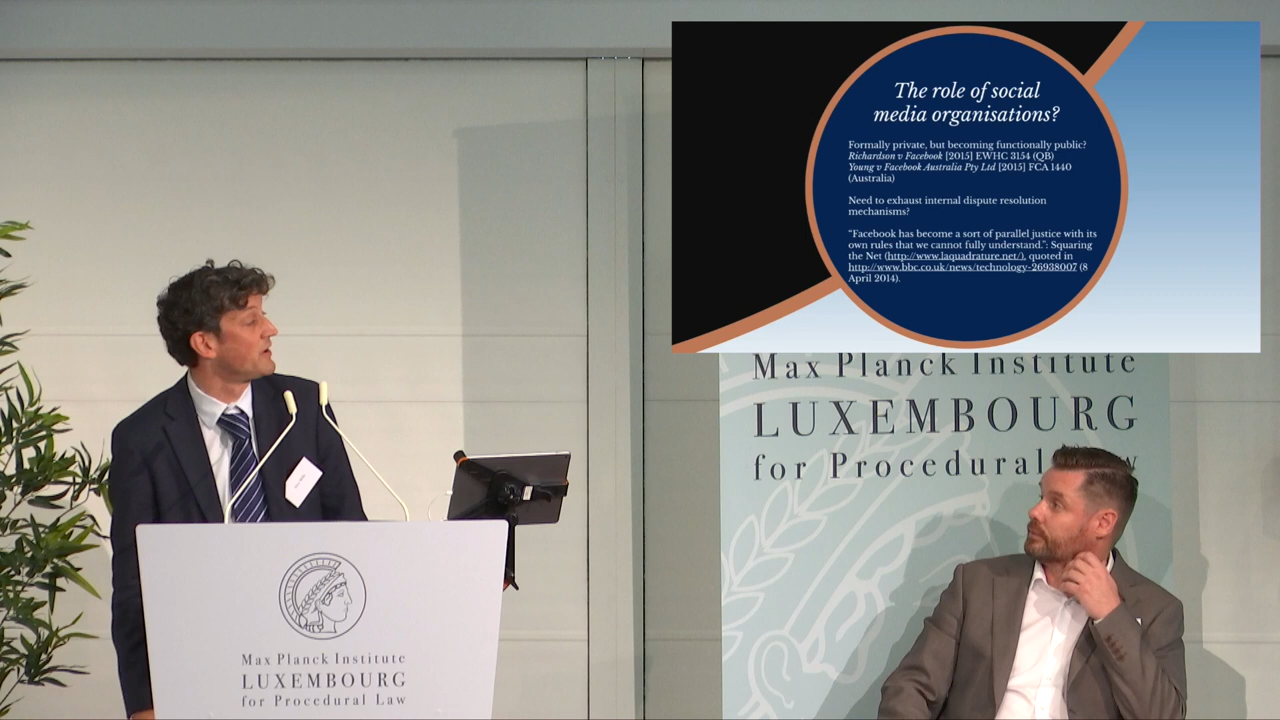 The role of social
media organisations?
Formally private, but becoming functionally public?
Richardson v Facebook [2015] EWHC 3154 (QB)
Young v Facebook Australia Pty Ltd [2015] FCA 1440
(Australia)
Need to exhaust internal dispute resolution
mechanisms?
“Facebook has become a sort of parallel justice with its
own rules that we cannot fully understand.”: Squaring
the Net (http://www.laquadrature.net/), quoted in
http://www.bbc.co.uk/news/technology-26938007 (8
April 2014).
Max Planck Institute
LUXEMBOURG
for Procedural
Max Planck Institute
LUXEMBOURG
for Procedural Law